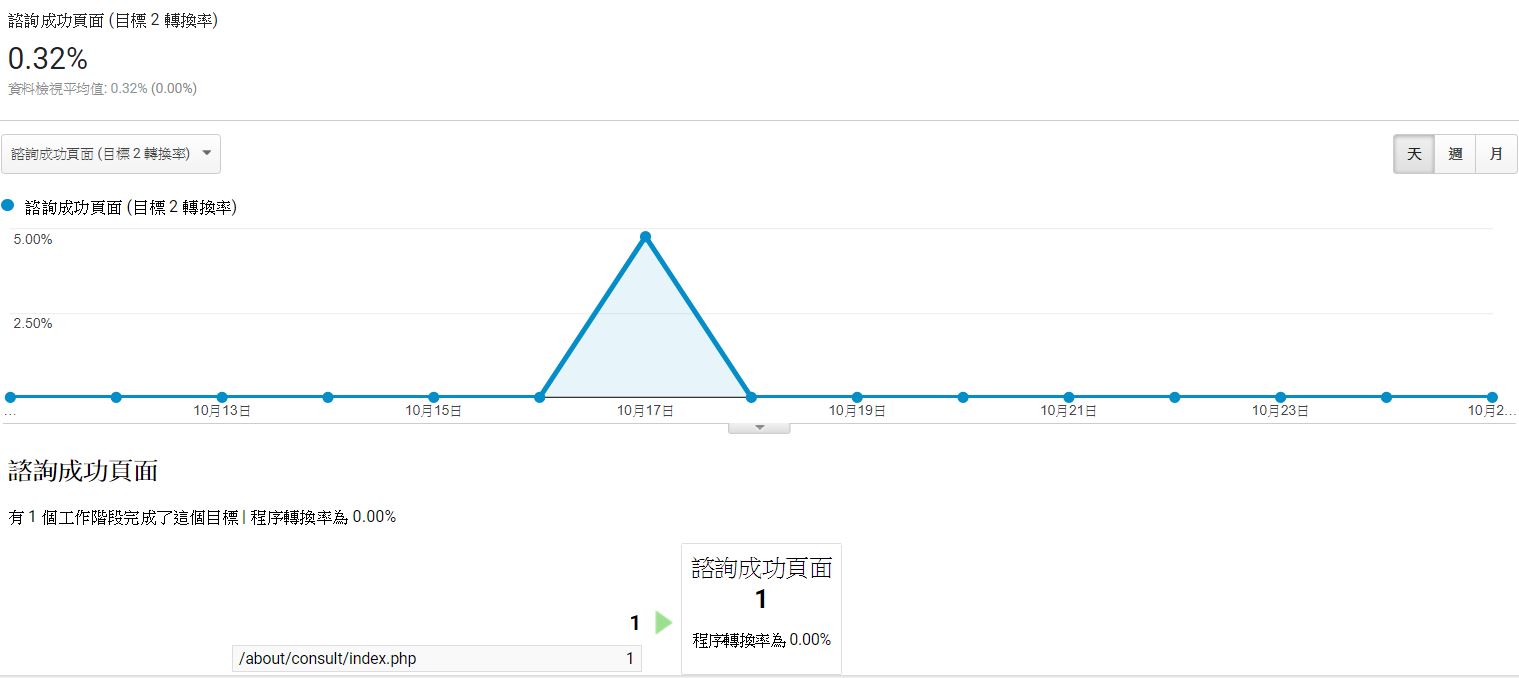 諮詢成功頁面 (目標 2 轉換率)
0.32%
資料檢視平均值: 0.32% (0.00%)
諮詢成功頁面 (目標 2 轉換率)
天 週 月
諮詢成功頁面 (目標 2 轉換率)
5.00%
2.50%
... 10月13日 10月15日 10月17日 10月19日 10月21日 10月23日 10月2...
諮詢成功頁面
有 1 個工作階段完成了這個目標 | 程序轉換率為 0.00%
諮詢成功頁面
1
1
程序轉換率為 0.00%
/about/consult/index.php 1